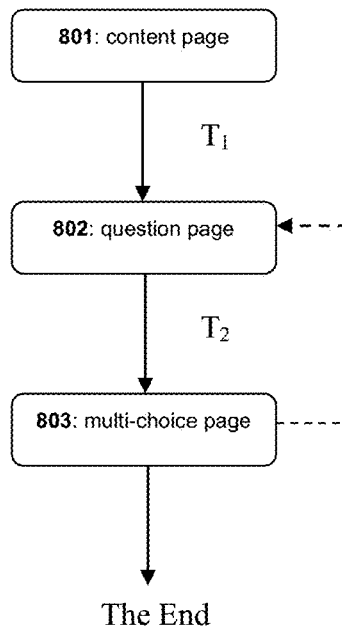 801: content page
T₁
802: question page
T₂
803: multi-choice page
The End